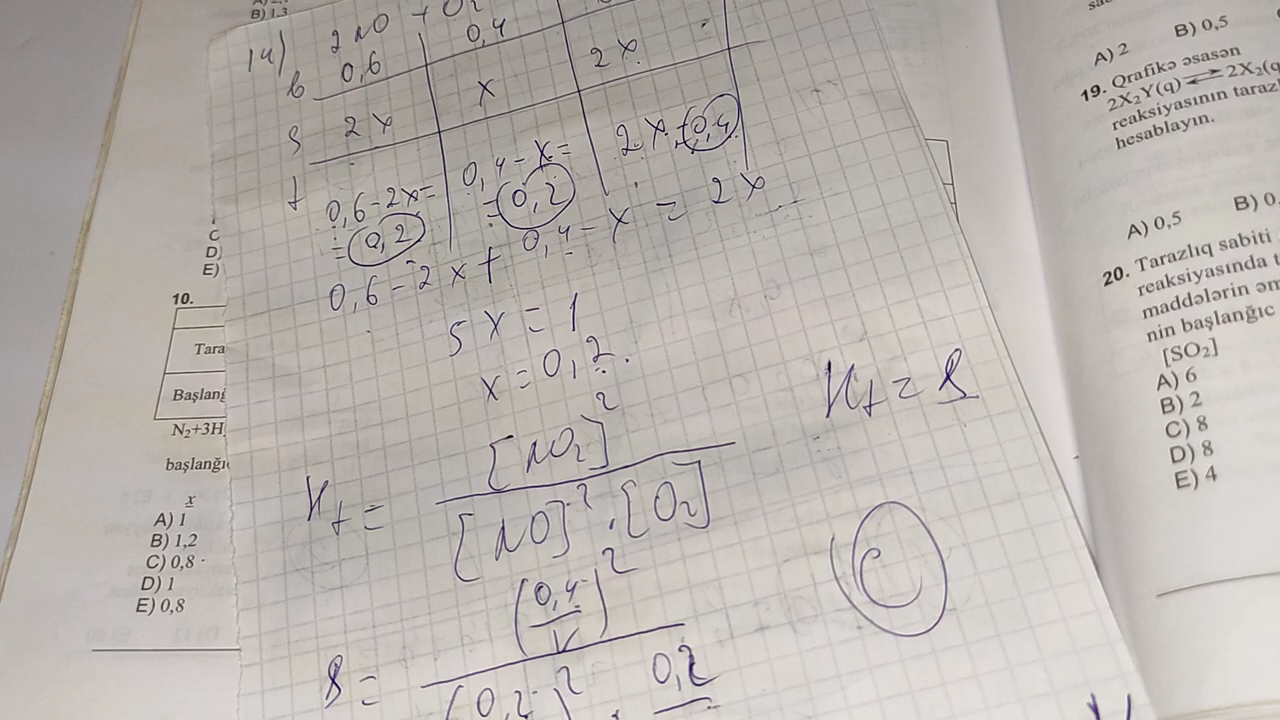 B) 1,3
14) 2NO + O₂
b 0,6 0,4
s 2x x 2x
t 0,6-2x= 0,4-x= 2x=0,4
=0,2 =0,2
0,6-2x+ 0,4-x = 2x
5x=1
x=0,2.
Kt = [NO₂]² / [NO]²·[O₂]
Kt = 8
8 = (0,4/V)² / (0,2 )² · 0,2
C
C
D)
E)
10.
Tara
Başlanğ
N₂+3H
başlanğı
x
A) 1
B) 1,2
C) 0,8
D) 1
E) 0,8
A) 2 B) 0,5
19. Qrafikə əsasən
2X₂Y(q) ⇄ 2X₂(q
reaksiyasının taraz
hesablayın.
A) 0,5 B) 0,
20. Tarazlıq sabiti
reaksiyasında t
maddələrin əm
nin başlanğıc
[SO₂]
A) 6
B) 2
C) 8
D) 8
E) 4